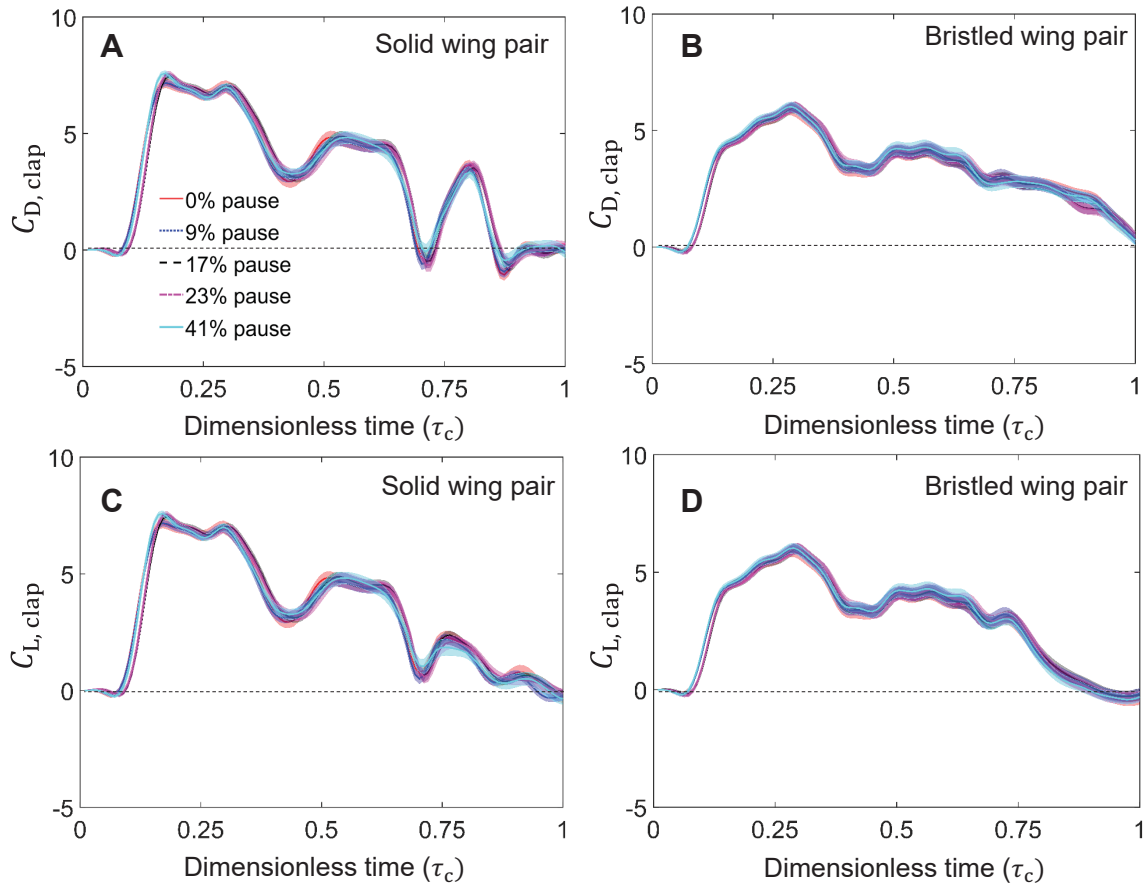 A
Solid wing pair
10
5
0
-5
C_D, clap
0% pause
9% pause
17% pause
23% pause
41% pause
0 0.25 0.5 0.75 1
Dimensionless time (τ_c)
B
Bristled wing pair
10
5
0
-5
C_D, clap
0 0.25 0.5 0.75 1
Dimensionless time (τ_c)
C
Solid wing pair
10
5
0
-5
C_L, clap
0 0.25 0.5 0.75 1
Dimensionless time (τ_c)
D
Bristled wing pair
10
5
0
-5
C_L, clap
0 0.25 0.5 0.75 1
Dimensionless time (τ_c)